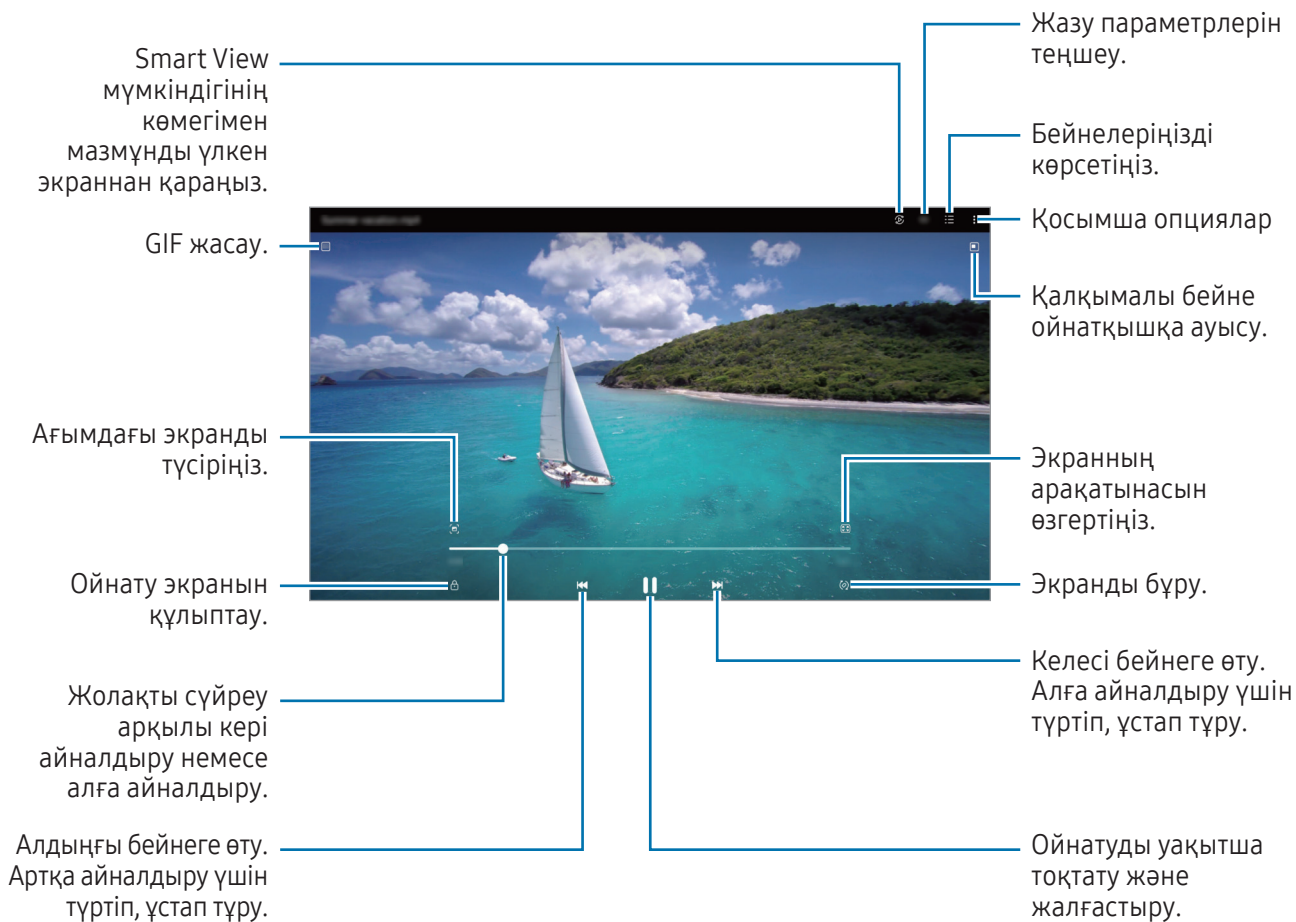 Smart View
мүмкіндігінің
көмегімен
мазмұнды үлкен
экраннан қараңыз.
GIF жасау.
Ағымдағы экранды
түсіріңіз.
Ойнату экранын
құлыптау.
Жолақты сүйреу
арқылы кері
айналдыру немесе
алға айналдыру.
Алдыңғы бейнеге өту.
Артқа айналдыру үшін
түртіп, ұстап тұру.
Жазу параметрлерін
теңшеу.
Бейнелеріңізді
көрсетіңіз.
Қосымша опциялар
Қалқымалы бейне
ойнатқышқа ауысу.
Экранның
арақатынасын
өзгертіңіз.
Экранды бұру.
Келесі бейнеге өту.
Алға айналдыру үшін
түртіп, ұстап тұру.
Ойнатуды уақытша
тоқтату және
жалғастыру.